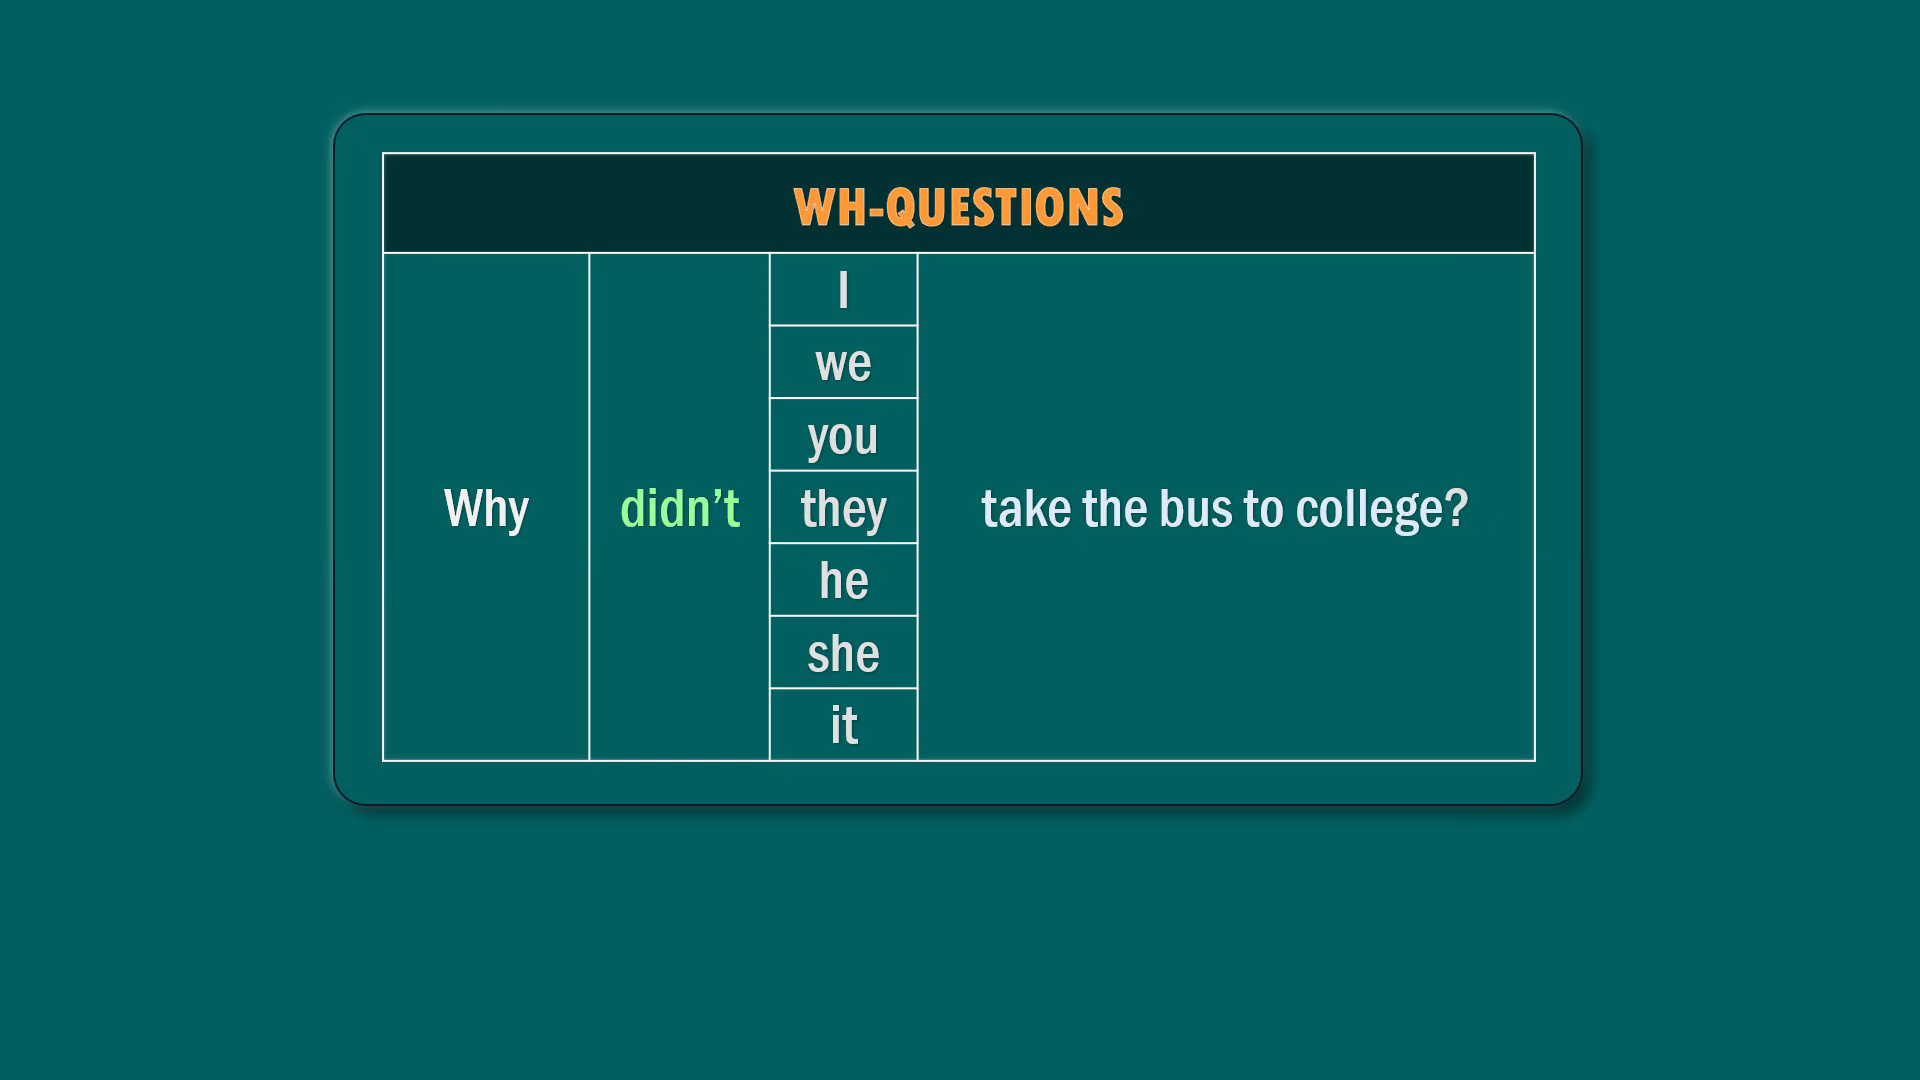 WH-QUESTIONS
I
we
you
Why didn’t they take the bus to college?
he
she
it